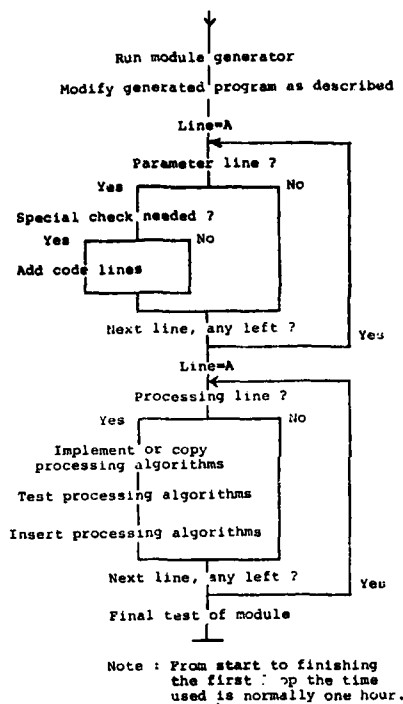 Run module generator
Modify generated program as described
Line=A
Parameter line ?
Yes No
Special check needed ?
Yes No
Add code lines
Next line, any left ?
Yes
Line=A
Processing line ?
Yes No
Implement or copy
processing algorithms
Test processing algorithms
Insert processing algorithms
Next line, any left ?
Yes
Final test of module
Note : From start to finishing
the first the time
used is normally one hour.